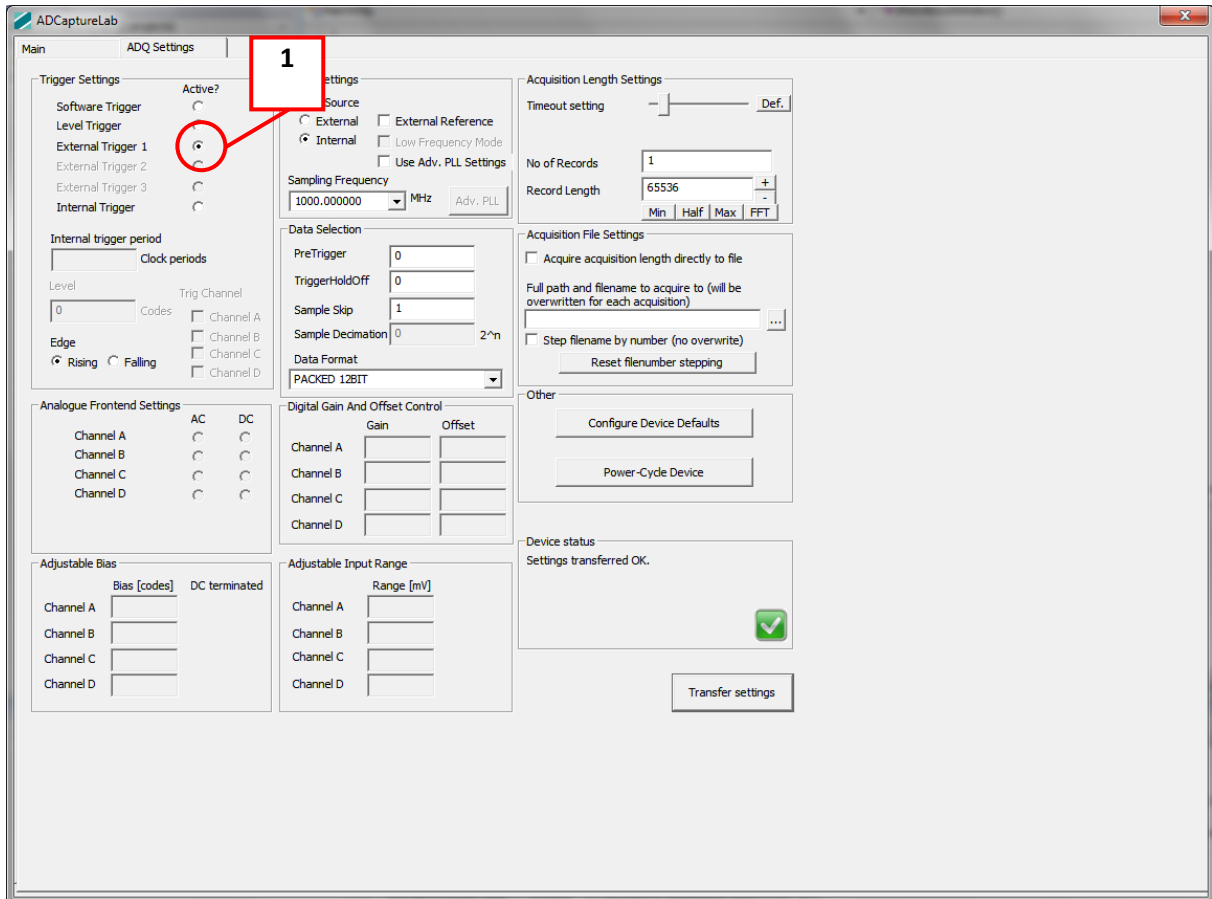 ADCaptureLab
Main
ADQ Settings
1
Trigger Settings
Active?
Software Trigger
Level Trigger
External Trigger 1
External Trigger 2
External Trigger 3
Internal Trigger
Internal trigger period
Clock periods
Level
Trig Channel
0
Codes
Channel A
Channel B
Channel C
Channel D
Edge
Rising
Falling
Analogue Frontend Settings
AC DC
Channel A
Channel B
Channel C
Channel D
Adjustable Bias
Bias [codes] DC terminated
Channel A
Channel B
Channel C
Channel D
ettings
Source
External
External Reference
Internal
Low Frequency Mode
Use Adv. PLL Settings
Sampling Frequency
1000.000000
MHz
Adv. PLL
Data Selection
PreTrigger 0
TriggerHoldOff 0
Sample Skip 1
Sample Decimation 0 2^n
Data Format
PACKED 12BIT
Digital Gain And Offset Control
Gain Offset
Channel A
Channel B
Channel C
Channel D
Adjustable Input Range
Range [mV]
Channel A
Channel B
Channel C
Channel D
Acquisition Length Settings
Timeout setting
Def.
No of Records 1
Record Length 65536
+
-
Min Half Max FFT
Acquisition File Settings
Acquire acquisition length directly to file
Full path and filename to acquire to (will be
overwritten for each acquisition)
...
Step filename by number (no overwrite)
Reset filenumber stepping
Other
Configure Device Defaults
Power-Cycle Device
Device status
Settings transferred OK.
Transfer settings